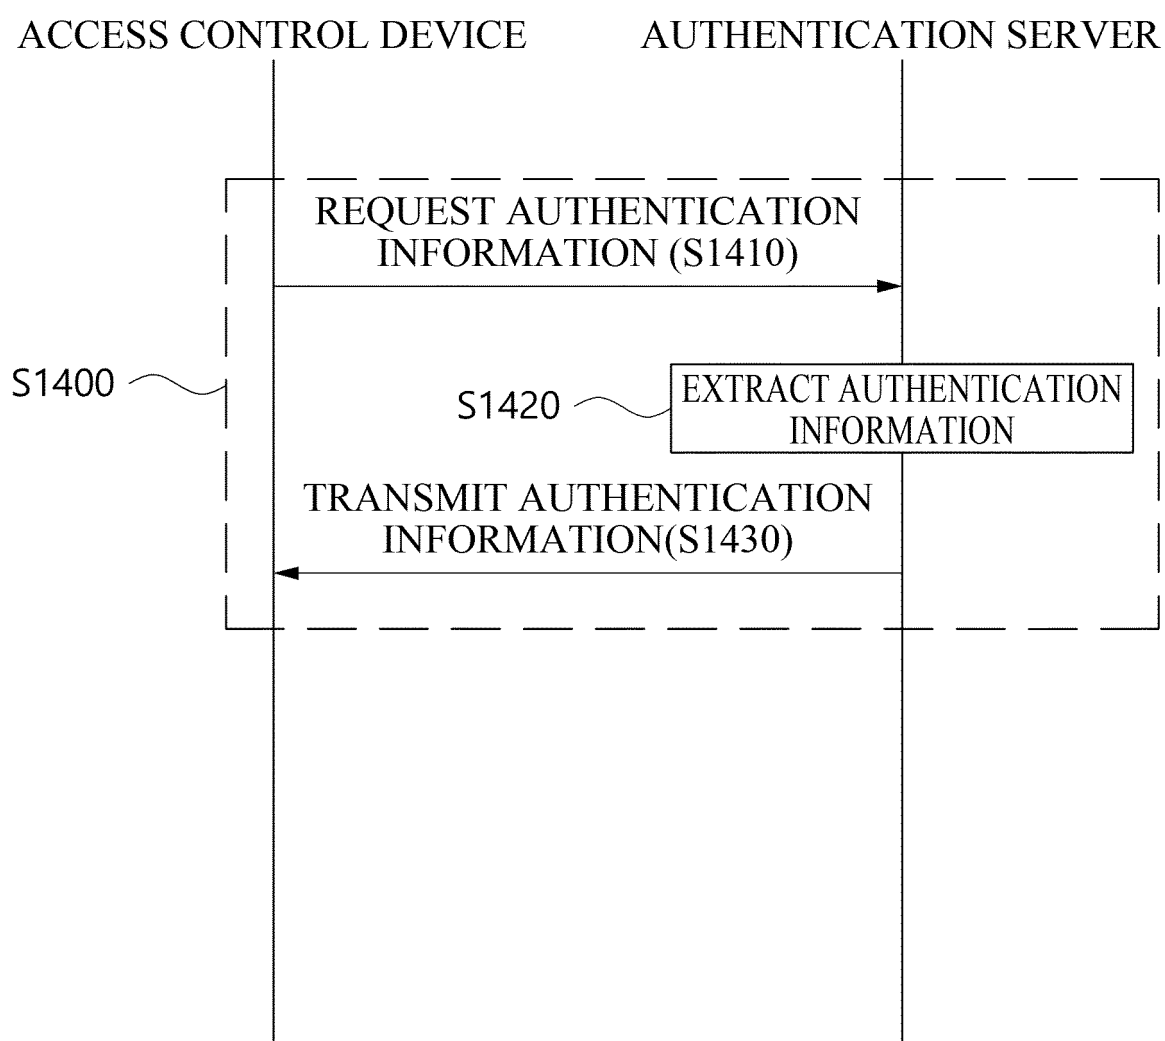 ACCESS CONTROL DEVICE
AUTHENTICATION SERVER
REQUEST AUTHENTICATION
INFORMATION (S1410)
S1400
S1420
EXTRACT AUTHENTICATION
INFORMATION
TRANSMIT AUTHENTICATION
INFORMATION(S1430)